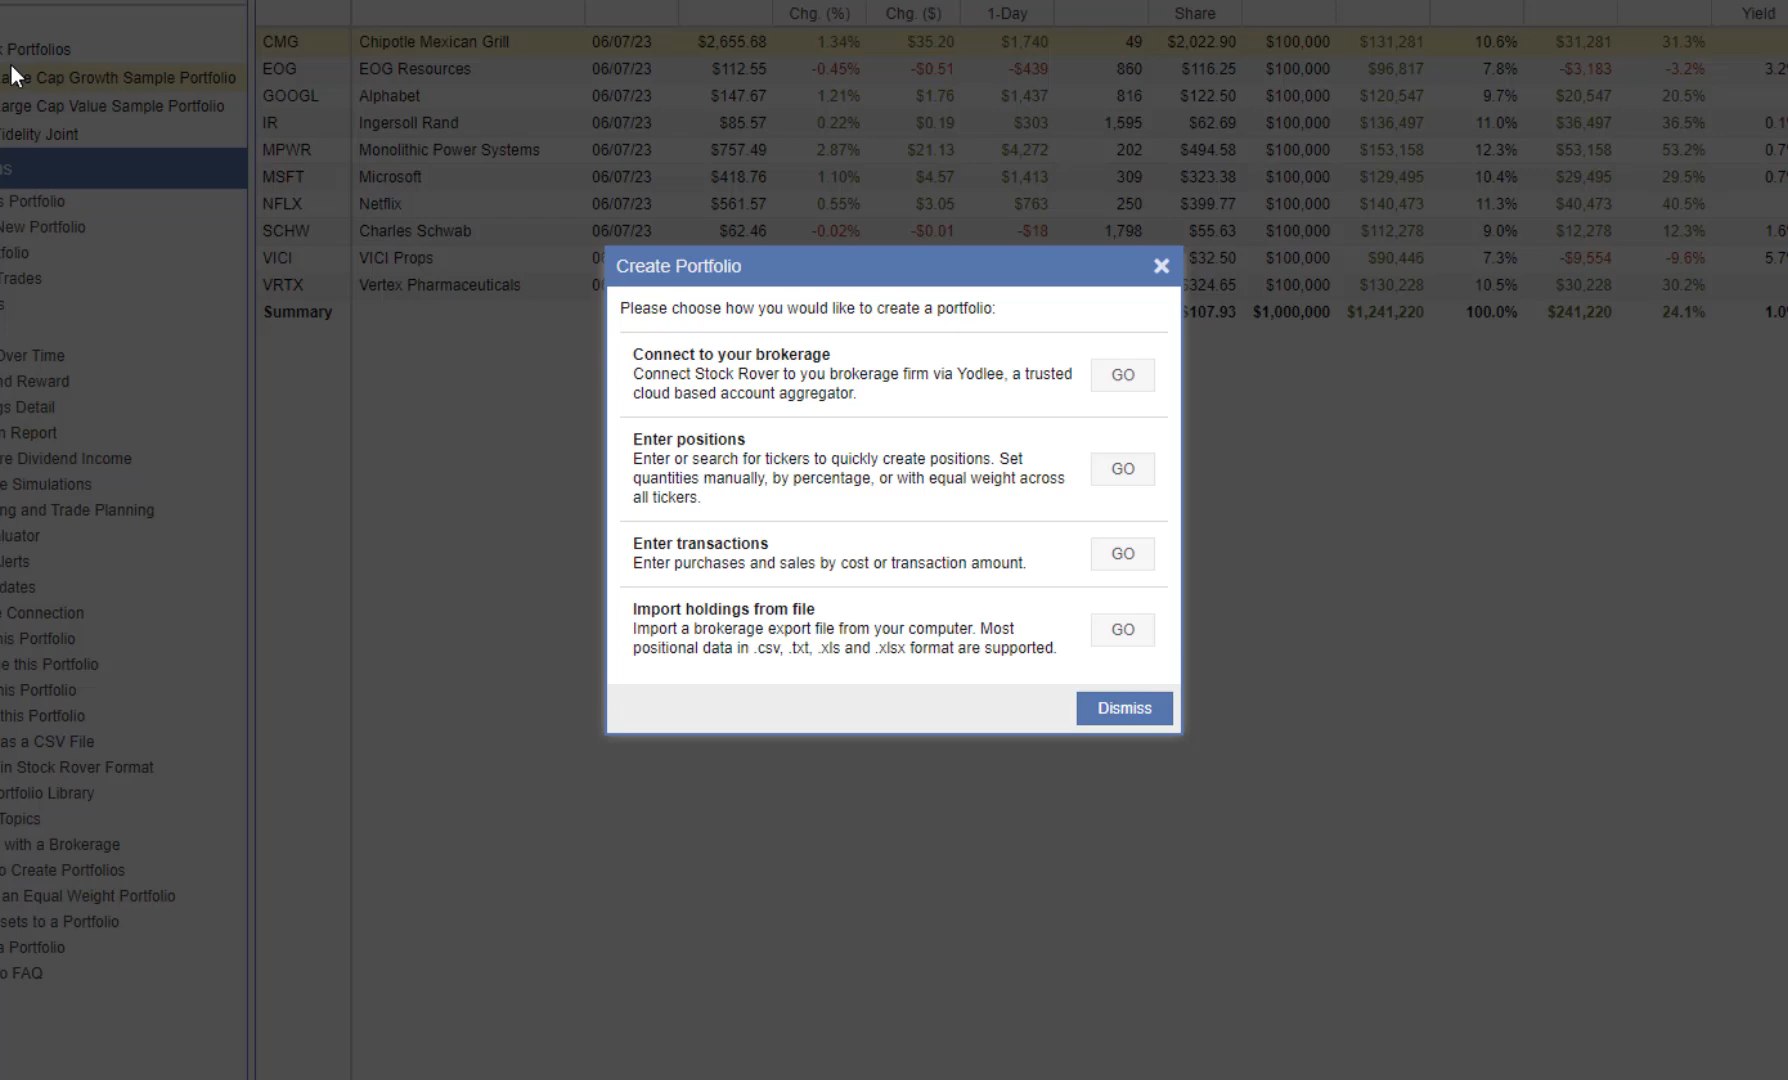 Chg. (%) Chg. ($) 1-Day Share Yield
Portfolios
Cap Growth Sample Portfolio
arge Cap Value Sample Portfolio
idelity Joint
s Portfolio
New Portfolio
folio
Trades
s
Over Time
nd Reward
gs Detail
n Report
re Dividend Income
e Simulations
ng and Trade Planning
luator
lerts
dates
e Connection
his Portfolio
e this Portfolio
his Portfolio
this Portfolio
as a CSV File
in Stock Rover Format
ortfolio Library
Topics
with a Brokerage
o Create Portfolios
an Equal Weight Portfolio
sets to a Portfolio
a Portfolio
o FAQ
CMG Chipotle Mexican Grill 06/07/23 $2,655.68 1.34% $35.20 $1,740 49 $2,022.90 $100,000 $131,281 10.6% $31,281 31.3%
EOG EOG Resources 06/07/23 $112.55 -0.45% -$0.51 -$439 860 $116.25 $100,000 $96,817 7.8% -$3,183 -3.2% 3.2
GOOGL Alphabet 06/07/23 $147.67 1.21% $1.76 $1,437 816 $122.50 $100,000 $120,547 9.7% $20,547 20.5%
IR Ingersoll Rand 06/07/23 $85.57 0.22% $0.19 $303 1,595 $62.69 $100,000 $136,497 11.0% $36,497 36.5% 0.1
MPWR Monolithic Power Systems 06/07/23 $757.49 2.87% $21.13 $4,272 202 $494.58 $100,000 $153,158 12.3% $53,158 53.2% 0.7
MSFT Microsoft 06/07/23 $418.76 1.10% $4.57 $1,413 309 $323.38 $100,000 $129,495 10.4% $29,495 29.5% 0.7
NFLX Netflix 06/07/23 $561.57 0.55% $3.05 $763 250 $399.77 $100,000 $140,473 11.3% $40,473 40.5%
SCHW Charles Schwab 06/07/23 $62.46 -0.02% -$0.01 -$18 1,798 $55.63 $100,000 $112,278 9.0% $12,278 12.3% 1.6
VICI VICI Props 0 $32.50 $100,000 $90,446 7.3% -$9,554 -9.6% 5.7
VRTX Vertex Pharmaceuticals 0 $324.65 $100,000 $130,228 10.5% $30,228 30.2%
Summary $107.93 $1,000,000 $1,241,220 100.0% $241,220 24.1% 1.0
Create Portfolio
Please choose how you would like to create a portfolio:
Connect to your brokerage
Connect Stock Rover to you brokerage firm via Yodlee, a trusted
cloud based account aggregator.
GO
Enter positions
Enter or search for tickers to quickly create positions. Set
quantities manually, by percentage, or with equal weight across
all tickers.
GO
Enter transactions
Enter purchases and sales by cost or transaction amount.
GO
Import holdings from file
Import a brokerage export file from your computer. Most
positional data in .csv, .txt, .xls and .xlsx format are supported.
GO
Dismiss